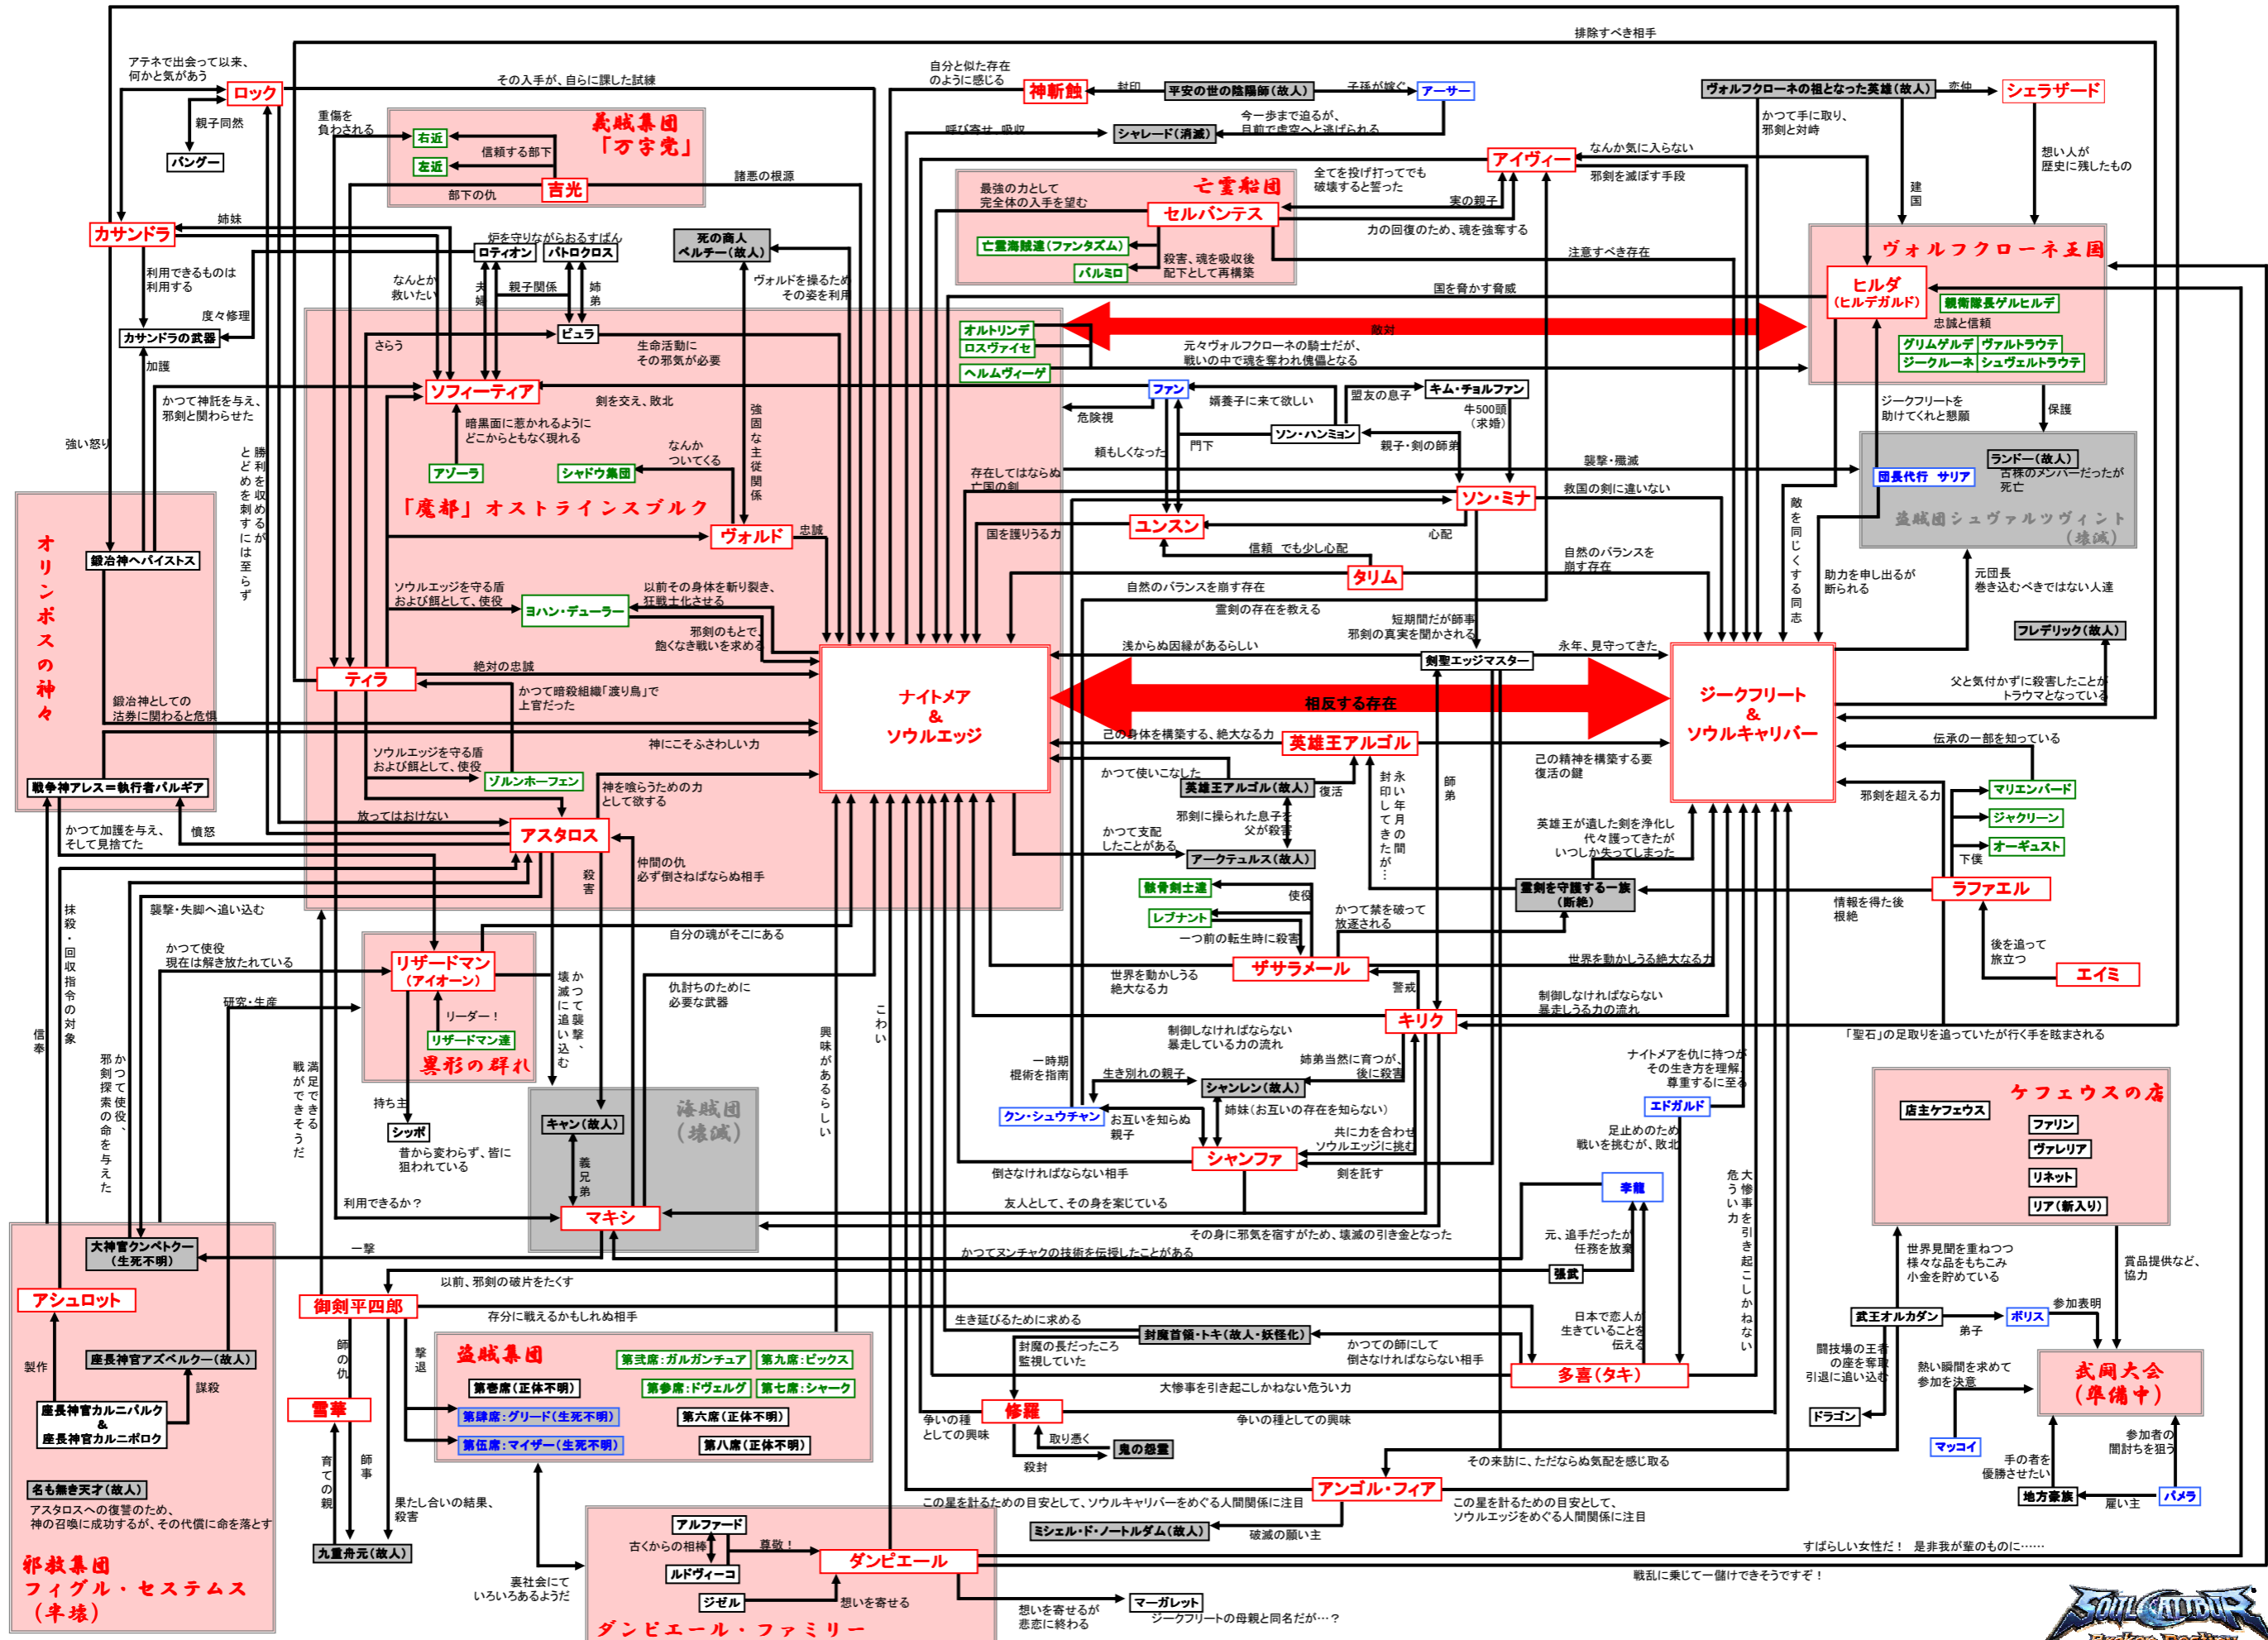 排除すべき相手
アテネで出会って以来、
何かと気があう
ロック
その入手が、自らに課した試練
親子同然
バングー
重傷を
負わされる
義賊集団
「万字党」
右近
左近
信頼する部下
吉光
部下の仇
諸悪の根源
自分と似た存在
のように感じる
神斬蝕
封印
平安の世の陰陽師(故人)
子孫が嫁ぐ
アーサー
呼び寄せ、吸収
シャレード(消滅)
今一歩まで迫るが、
目前で虚空へと逃げられる
ヴォルフクローネの祖となった英雄(故人)
恋仲
シェラザード
かつて手に取り、
邪剣と対峙
建国
想い人が
歴史に残したもの
アイヴィー
なんか気に入らない
邪剣を滅ぼす手段
全てを投げ打ってでも
破壊すると誓った
亡霊船団
最強の力として
完全体の入手を望む
セルバンテス
実の親子
力の回復のため、魂を強奪する
亡霊海賊達(ファンタズム)
バルミロ
殺害、魂を吸収後
配下として再構築
注意すべき存在
国を脅かす脅威
ヴォルフクローネ王国
ヒルダ
(ヒルデガルド)
親衛隊長ゲルヒルデ
忠誠と信頼
グリムゲルデ
ヴァルトラウテ
ジークルーネ
シュヴェルトラウテ
カサンドラ
姉妹
利用できるものは
利用する
度々修理
カサンドラの武器
加護
なんとか
救いたい
炉を守りながらおるすばん
ロティオン
パトロクロス
夫婦
親子関係
姉弟
死の商人
ベルチー(故人)
ヴォルドを操るため
その姿を利用
さらう
ピュラ
生命活動に
その邪気が必要
ソフィーティア
剣を交え、敗北
暗黒面に惹かれるように
どこからともなく現れる
アゾーラ
シャドウ集団
なんか
ついてくる
強固な主従関係
「魔都」オストラインスブルク
ヴォルド
忠誠
オルトリンデ
ロスヴァイセ
ヘルムヴィーゲ
敵対
元々ヴォルフクローネの騎士だが、
戦いの中で魂を奪われ傀儡となる
かつて神託を与え、
邪剣と関わらせた
強い怒り
ファン
危険視
婿養子に来て欲しい
盟友の息子
キム・チョルファン
牛500頭
(求婚)
ソン・ハンミョン
門下
親子・剣の師弟
頼もしくなった
襲撃・殲滅
存在してはならぬ
亡国の剣
ソン・ミナ
救国の剣に違いない
ユンスン
国を護りうる力
心配
信頼 でも少し心配
タリム
自然のバランスを
崩す存在
自然のバランスを崩す存在
霊剣の存在を教える
短期間だが師事
邪剣の真実を聞かされる
ジークフリートを
助けてくれと懇願
保護
団長代行 サリア
ランドー(故人)
古株のメンバーだったが
死亡
盗賊団シュヴァルツヴィント
(壊滅)
敵を同じくする同志
助力を申し出るが
断られる
元団長
巻き込むべきではない人達
フレデリック(故人)
父と気付かずに殺害したことが
トラウマとなっている
オリンポスの神々
鍛冶神ヘパイストス
勝利を収めるが
とどめを刺すには至らず
鍛冶神としての
沽券に関わると危惧
神にこそふさわしい力
戦争神アレス=執行者パルギア
かつて加護を与え、
そして見捨てた
憤怒
ソウルエッジを守る盾
および餌として、使役
ヨハン・デューラー
以前その身体を斬り裂き、
狂戦士化させる
邪剣のもとで、
飽くなき戦いを求める
ティラ
絶対の忠誠
かつて暗殺組織「渡り鳥」で
上官だった
ソウルエッジを守る盾
および餌として、使役
ゾルンホーフェン
神を喰らうための力
として欲する
放ってはおけない
アスタロス
殺害
仲間の仇
必ず倒さねばならぬ相手
ナイトメア
&
ソウルエッジ
浅からぬ因縁があるらしい
剣聖エッジマスター
永年、見守ってきた
相反する存在
ジークフリート
&
ソウルキャリバー
己の身体を構築する、絶大なる力
英雄王アルゴル
己の精神を構築する要
復活の鍵
かつて使いこなした
英雄王アルゴル(故人)
復活
邪剣に操られた息子を
父が殺害
かつて支配
したことがある
アークテュルス(故人)
永い年月の間
封印してきたが…
師弟
英雄王が遺した剣を浄化し
代々護ってきたが
いつしか失ってしまった
霊剣を守護する一族
(断絶)
伝承の一部を知っている
邪剣を超える力
マリエンバード
ジャクリーン
オーギュスト
下僕
ラファエル
情報を得た後
根絶
後を追って
旅立つ
エイミ
骸骨剣士達
レブナント
使役
一つ前の転生時に殺害
かつて禁を破って
放逐される
ザサラメール
世界を動かしうる
絶大なる力
世界を動かしうる絶大なる力
警戒
キリク
制御しなければならない
暴走しうる力の流れ
制御しなければならない
暴走している力の流れ
「聖石」の足取りを追っていたが行く手を眩まされる
抹殺・回収指令の対象
襲撃・失脚へ追い込む
かつて使役
現在は解き放たれている
研究・生産
信奉
かつて使役、
邪剣探索の命を与えた
リザードマン
(アイオーン)
リーダー!
リザードマン達
異形の群れ
自分の魂がそこにある
かつて襲撃、
壊滅に追い込む
仇討ちのために
必要な武器
興味があるらしい
こわい
満足できる
戦ができそうだ
持ち主
シッポ
昔から変わらず、皆に
狙われている
海賊団
(壊滅)
キャン(故人)
義兄弟
マキシ
利用できるか?
一撃
一時期
棍術を指南
生き別れの親子
姉弟当然に育つが、
後に殺害
シャンレン(故人)
クン・シュウチャン
お互いを知らぬ
親子
姉妹(お互いの存在を知らない)
共に力を合わせ
ソウルエッジに挑む
シャンファ
倒さなければならない相手
剣を託す
友人として、その身を案じている
その身に邪気を宿すため、壊滅の引き金となった
かつてヌンチャクの技術を伝授したことがある
ナイトメアを仇に持つが
その生き方を理解、
尊重するに至る
エドガルド
足止めのため
戦いを挑むが、敗北
李龍
元、追手だったが
任務を放棄
張武
以前、邪剣の破片をたくす
大惨事を引き起こしかねない
危うい力
ケフェウスの店
店主ケフェウス
ファリン
ヴァレリア
リネット
リア(新入り)
世界見聞を重ねつつ
様々な品をもちこみ
小金を貯めている
賞品提供など、
協力
武王オルカダン
弟子
ボリス
参加表明
闘技場の王者
の座を奪取
引退に追い込む
ドラゴン
熱い瞬間を求めて
参加を決意
マッコイ
武闘大会
(準備中)
手の者を
優勝させたい
地方豪族
雇い主
パメラ
参加者の
闇討ちを狙う
大神官クンペトクー
(生死不明)
アシュロット
製作
座長神官アズペルクー(故人)
謀殺
座長神官カルニパルク
&
座長神官カルニポロク
名も無き天才(故人)
アスタロスへの復讐のため、
神の召喚に成功するが、その代償に命を落とす
邪教集団
フィグル・セステムス
(半壊)
御剣平四郎
存分に戦えるかもしれぬ相手
師の仇
撃退
雪華
育ての親
師事
果たし合いの結果、
殺害
九重舟元(故人)
盗賊集団
第弐席:ガルガンチュア
第九席:ビックス
第壱席(正体不明)
第参席:ドヴェルグ
第七席:シャーク
第肆席:グリード(生死不明)
第六席(正体不明)
第伍席:マイザー(生死不明)
第八席(正体不明)
裏社会にて
いろいろあるようだ
生き延びるために求める
封魔首領・トキ(故人・妖怪化)
封魔の長だったころ
監視していた
かつての師にして
倒さなければならない相手
日本で恋人が
生きていることを
伝える
多喜(タキ)
大惨事を引き起こしかねない危うい力
修羅
争いの種
としての興味
争いの種としての興味
取り憑く
鬼の怨霊
殺封
その来訪に、ただならぬ気配を感じ取る
アンゴル・フィア
この星を計るための目安として、ソウルキャリバーをめぐる人間関係に注目
この星を計るための目安として、
ソウルエッジをめぐる人間関係に注目
ミシェル・ド・ノートルダム(故人)
破滅の願い主
アルファード
古くからの相棒
尊敬!
ルドヴィーコ
ダンピエール
ジゼル
想いを寄せる
ダンピエール・ファミリー
想いを寄せるが
悲恋に終わる
マーガレット
ジークフリートの母親と同名だが…?
すばらしい女性だ! 是非我が輩のものに……
戦乱に乗じて一儲けできそうですぞ!
SOULCALIBUR
Broken Destiny